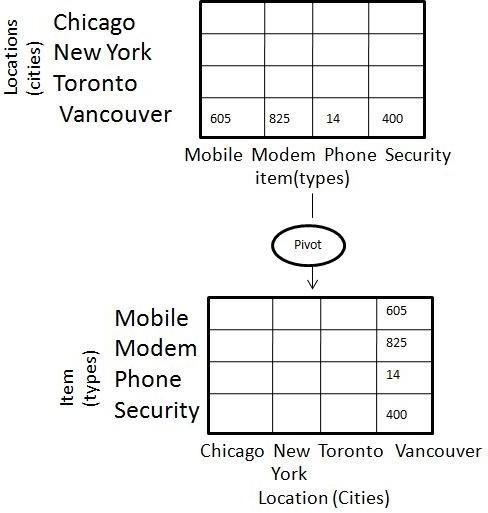 Locations
(cities)
Chicago
New York
Toronto
Vancouver
605 825 14 400
Mobile Modem Phone Security
item(types)
Pivot
Item
(types)
Mobile
Modem
Phone
Security
605
825
14
400
Chicago New Toronto Vancouver
York
Location (Cities)